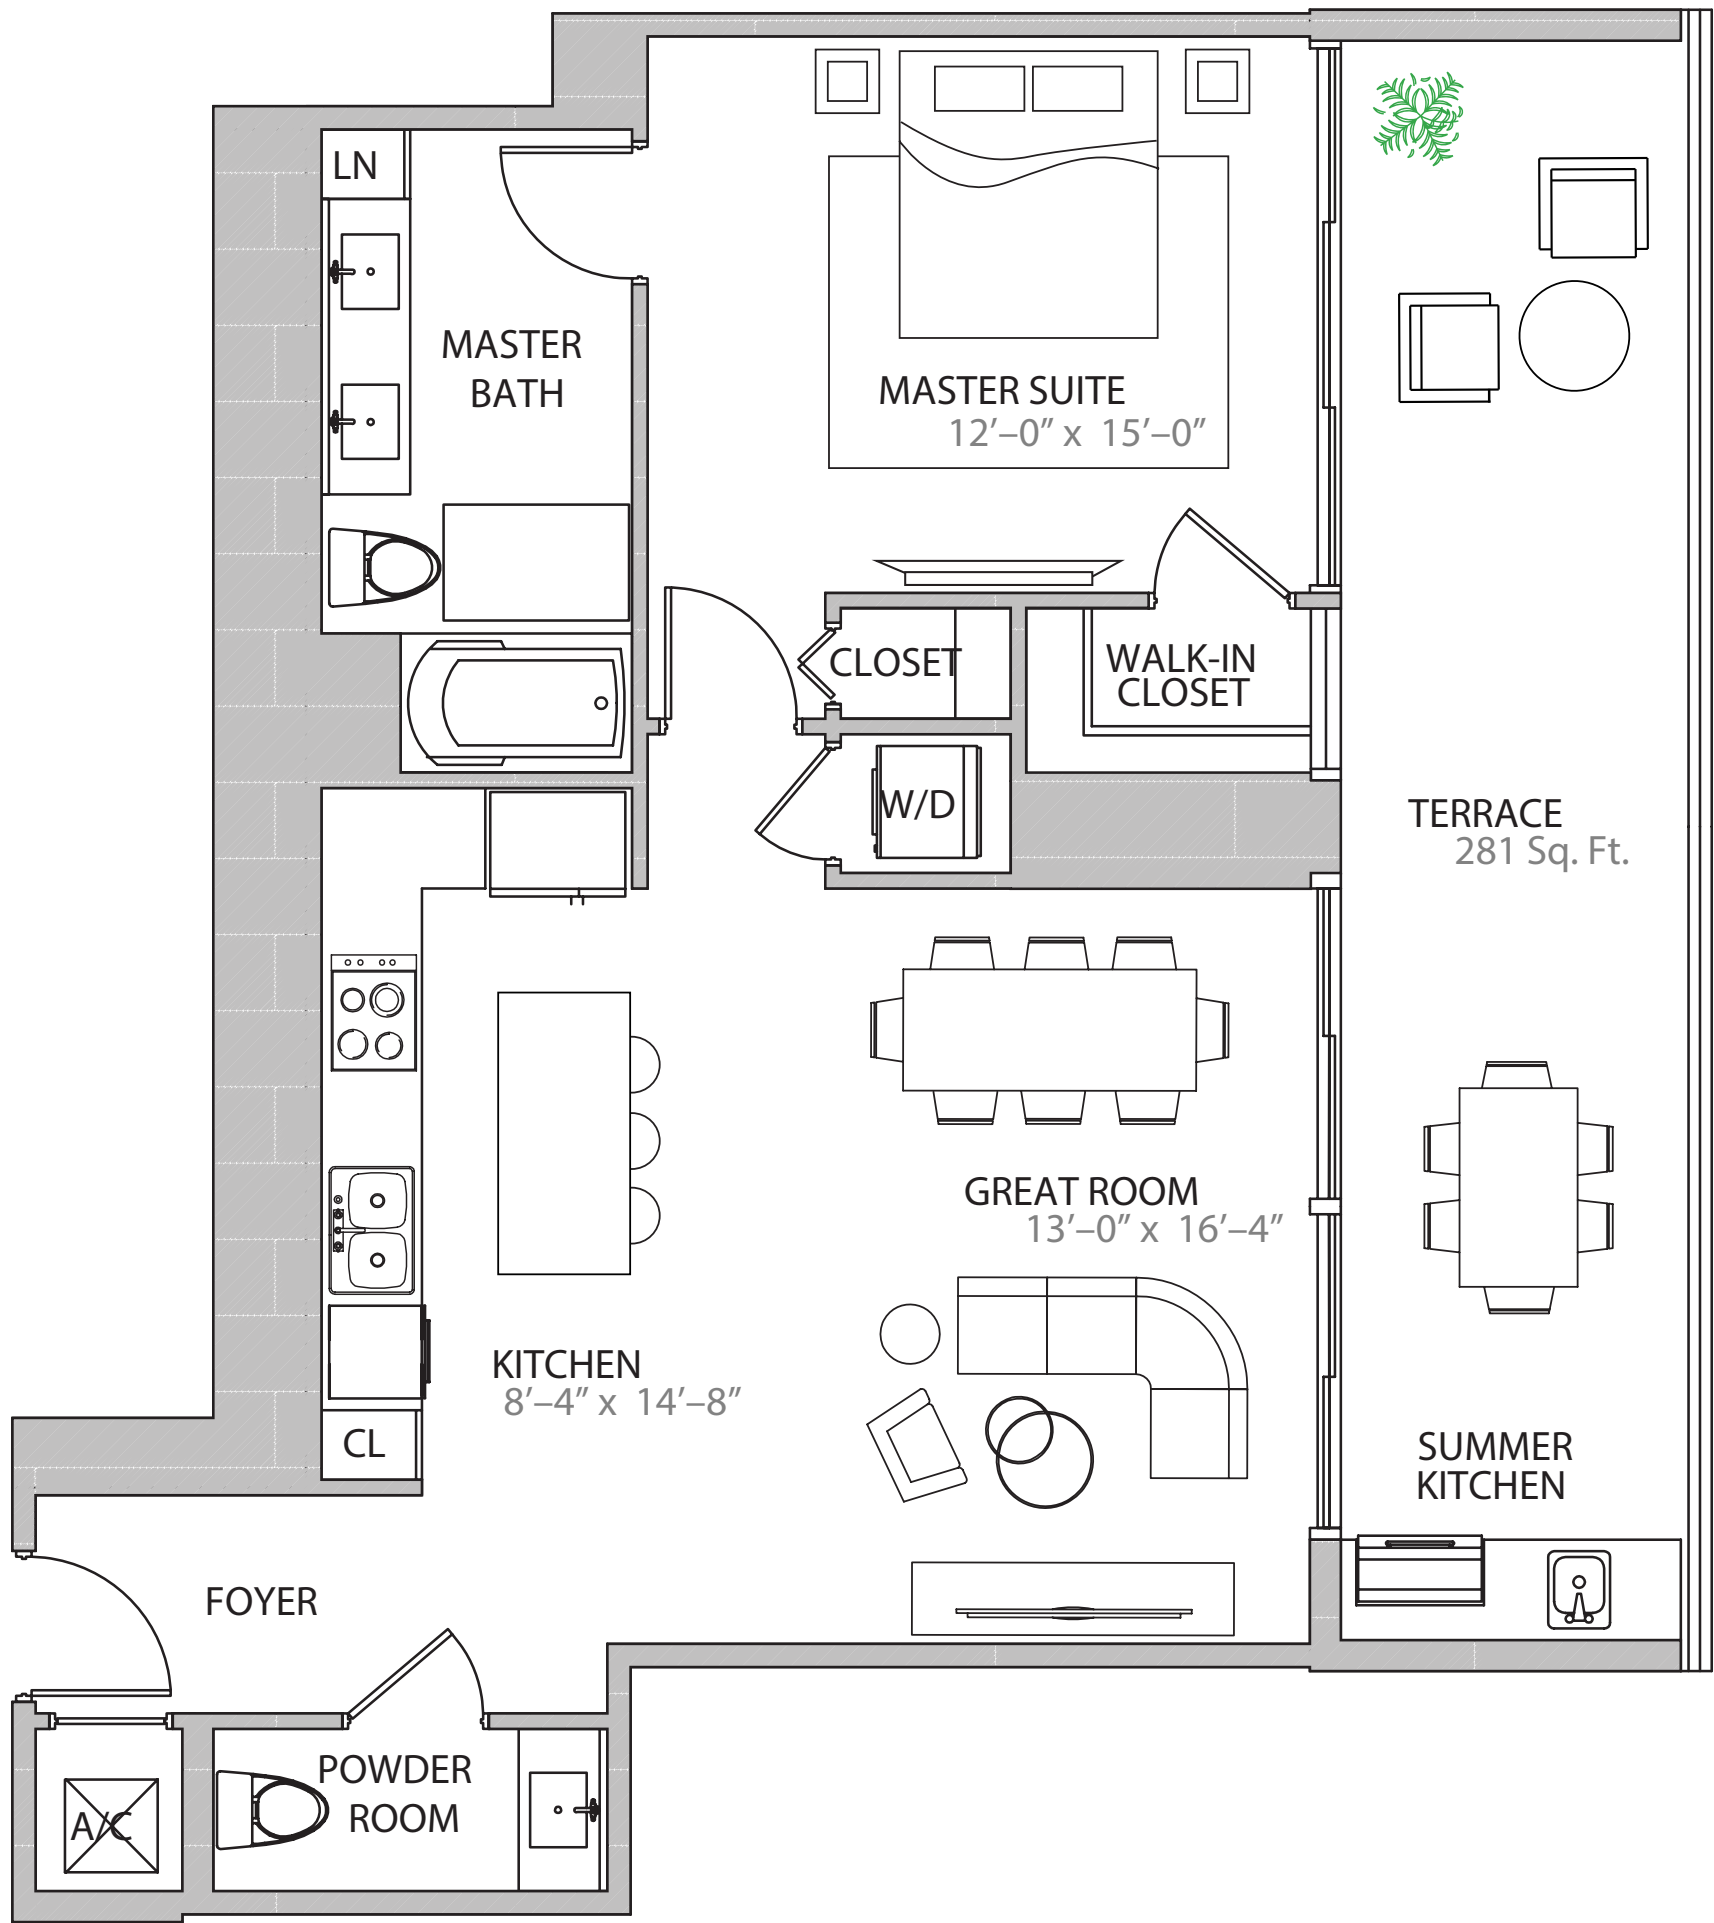 LN
MASTER
BATH
MASTER SUITE
12’–0” x 15’–0”
CLOSET
WALK-IN
CLOSET
W/D
TERRACE
281 Sq. Ft.
GREAT ROOM
13’–0” x 16’–4”
KITCHEN
8’–4” x 14’–8”
CL
SUMMER
KITCHEN
FOYER
POWDER
ROOM
A/C